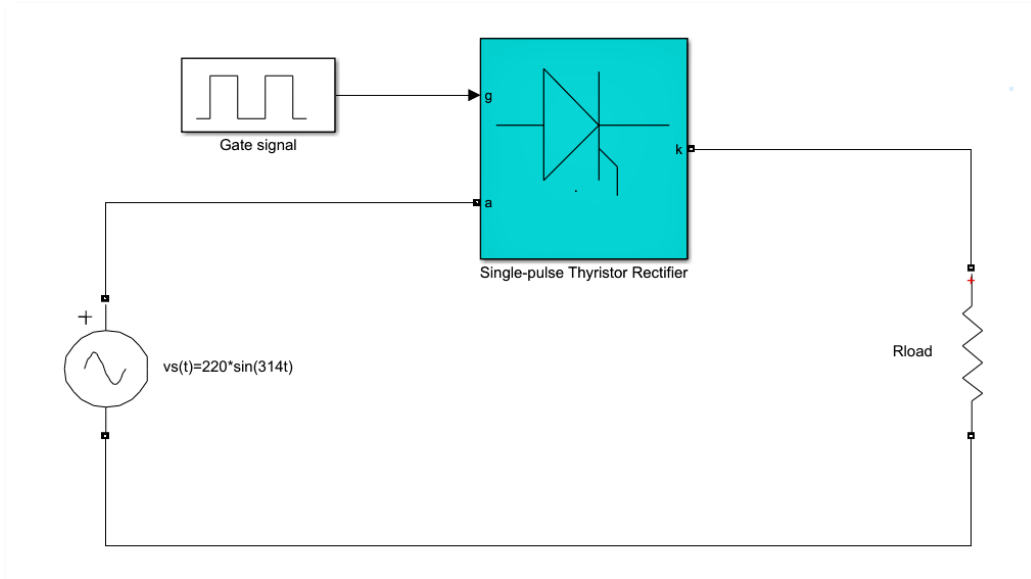 g
Gate signal
k
a
Single-pulse Thyristor Rectifier
+
vs(t)=220*sin(314t)
+
Rload